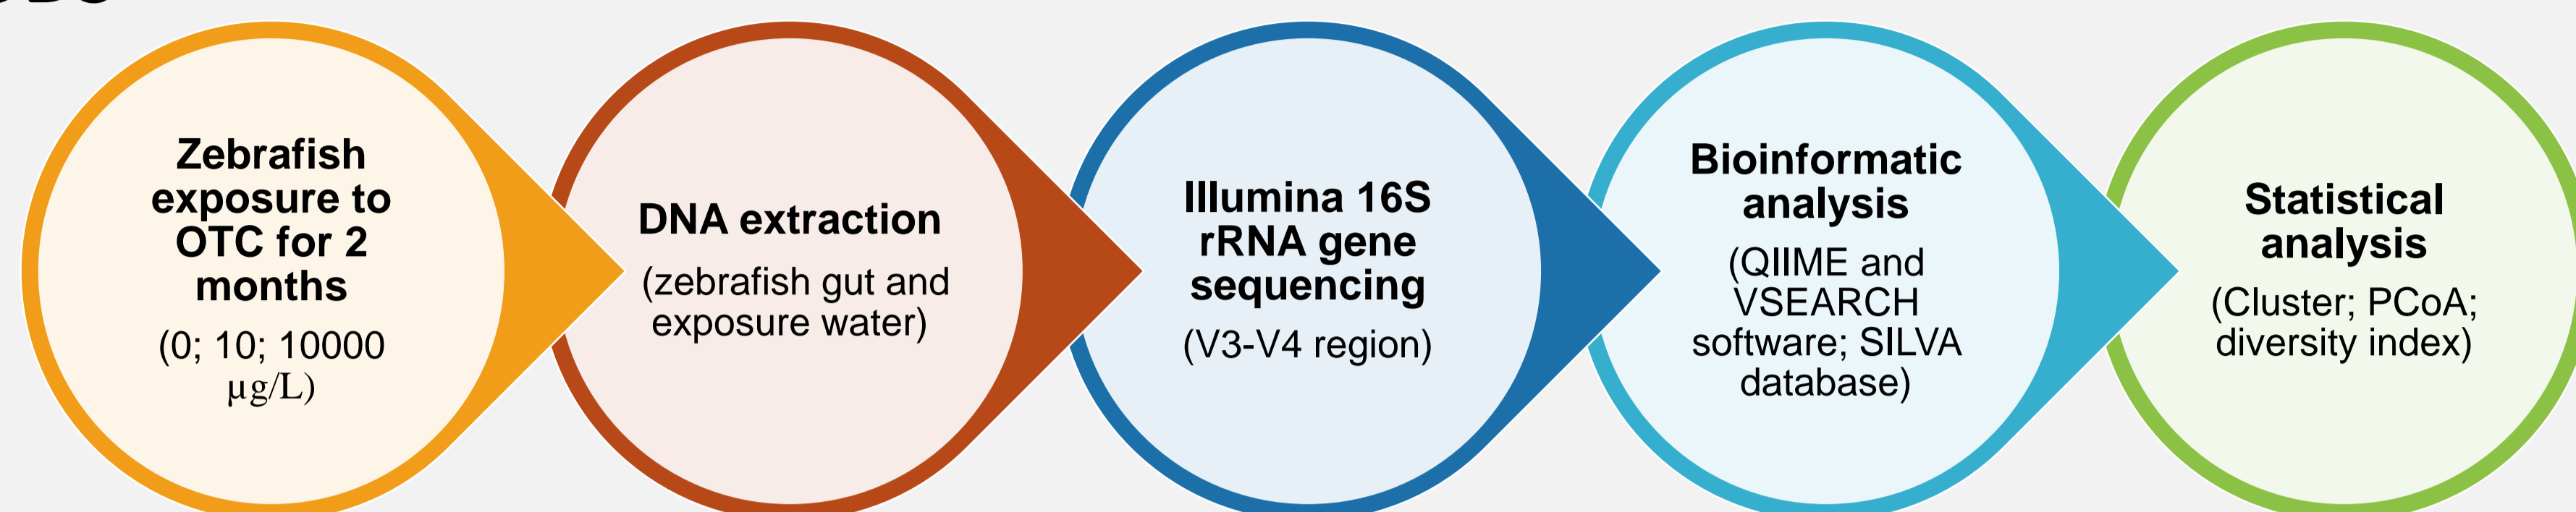 Zebrafish
exposure to
OTC for 2
months
(0; 10; 10000
µg/L)
DNA extraction
(zebrafish gut and
exposure water)
Illumina 16S
rRNA gene
sequencing
(V3-V4 region)
Bioinformatic
analysis
(QIIME and
VSEARCH
software; SILVA
database)
Statistical
analysis
(Cluster; PCoA;
diversity index)